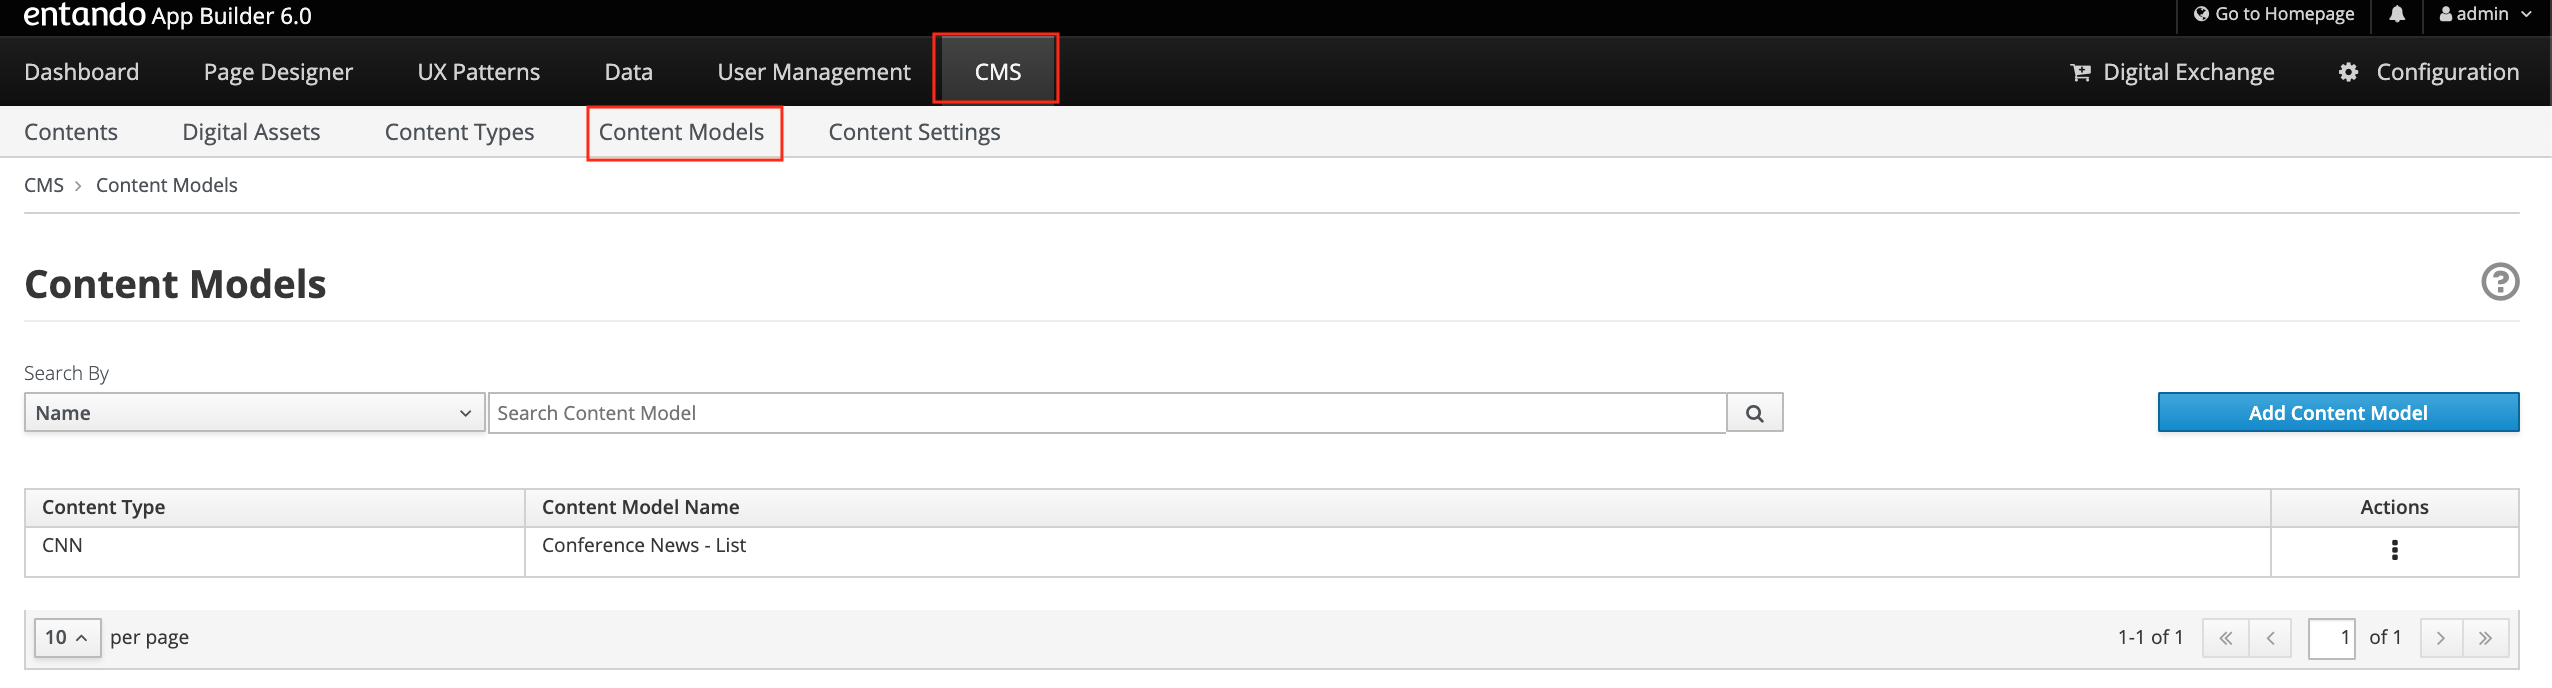 entando App Builder 6.0 Go to Homepage admin
Dashboard Page Designer UX Patterns Data User Management CMS Digital Exchange Configuration
Contents Digital Assets Content Types Content Models Content Settings
CMS > Content Models
Content Models
Search By
Name Search Content Model Add Content Model
Content Type Content Model Name Actions
CNN Conference News - List
10 per page 1-1 of 1 « < 1 of 1 > »